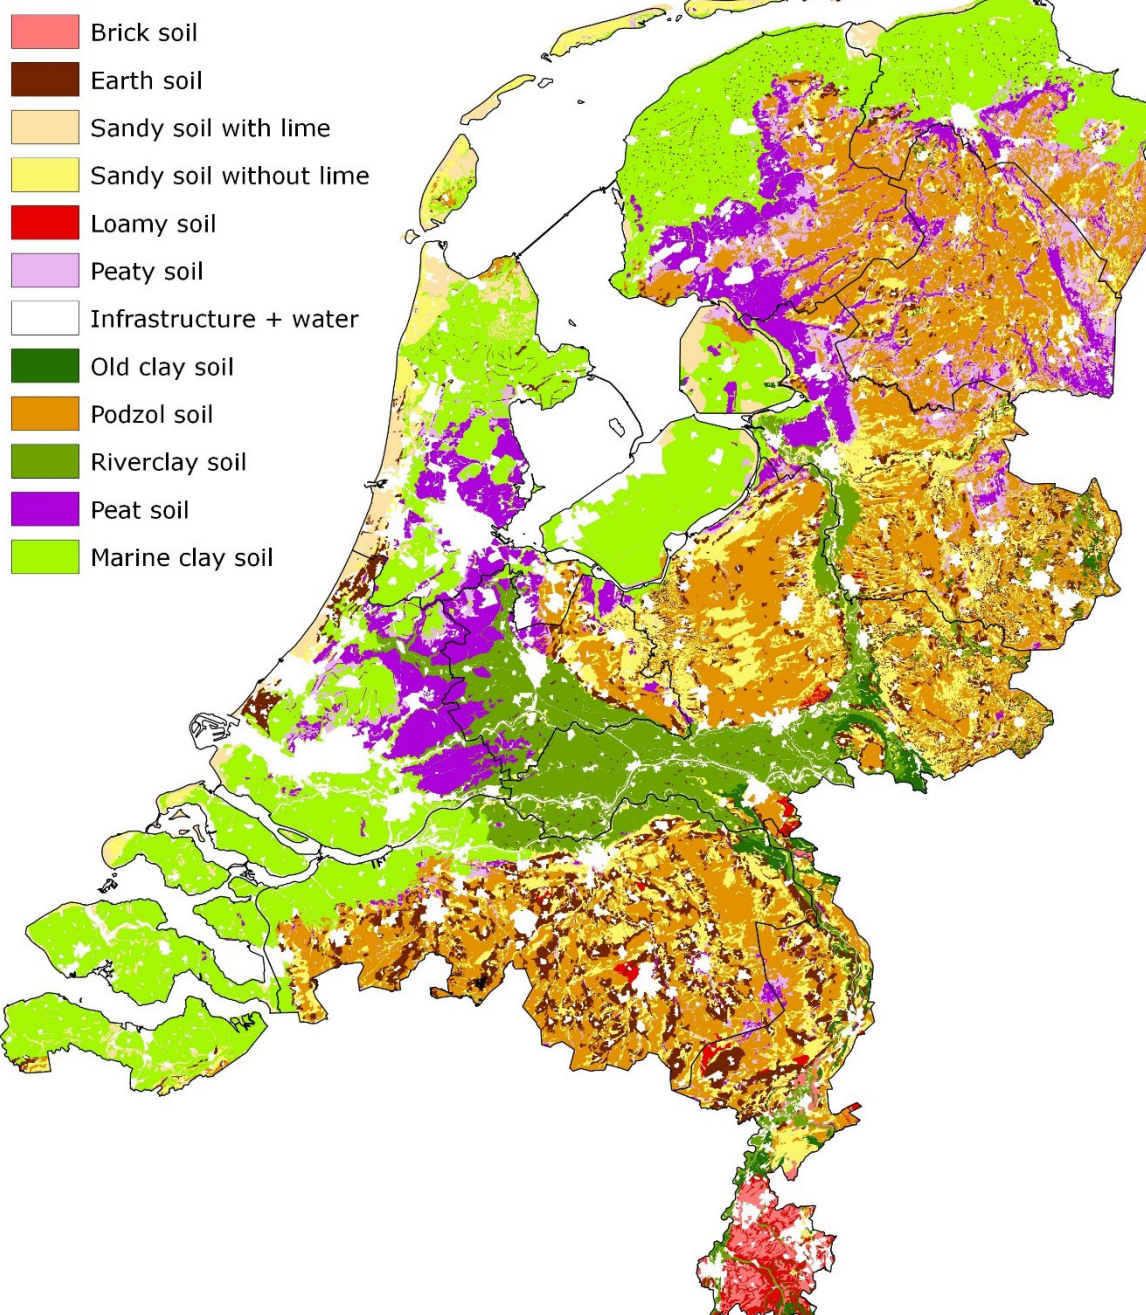 Brick soil
Earth soil
Sandy soil with lime
Sandy soil without lime
Loamy soil
Peaty soil
Infrastructure + water
Old clay soil
Podzol soil
Riverclay soil
Peat soil
Marine clay soil